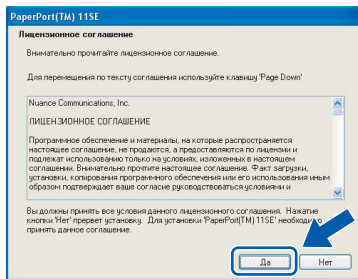 PaperPort(TM) 11SE
Лицензионное соглашение
Внимательно прочитайте лицензионное соглашение.
Для перемещения по тексту соглашения используйте клавишу 'Page Down'
Nuance Communications, Inc.
ЛИЦЕНЗИОННОЕ СОГЛАШЕНИЕ
Программное обеспечение и материалы, на которые распространяется
настоящее соглашение, не продаются, а предоставляются по лицензии и
подлежат использованию только на условиях, изложенных в настоящем
соглашении. Внимательно прочтите настоящее соглашение. Факт загрузки,
установки, копирования программного обеспечения или его использования иным
образом подтверждает ваше согласие руководствоваться условиями и
Вы должны принять все условия данного лицензионного соглашения. Нажатие
кнопки 'Нет' прервет установку. Для установки 'PaperPort(TM) 11SE' необходимо
принять данное соглашение.
Да
Нет